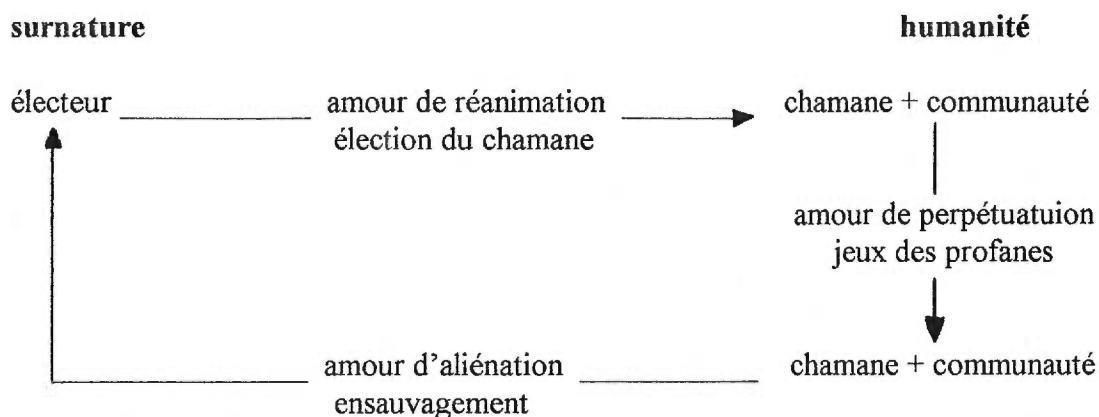 surnature humanité
électeur amour de réanimation chamane + communauté
élection du chamane
amour de perpétuatuion
jeux des profanes
amour d’aliénation chamane + communauté
ensauvagement